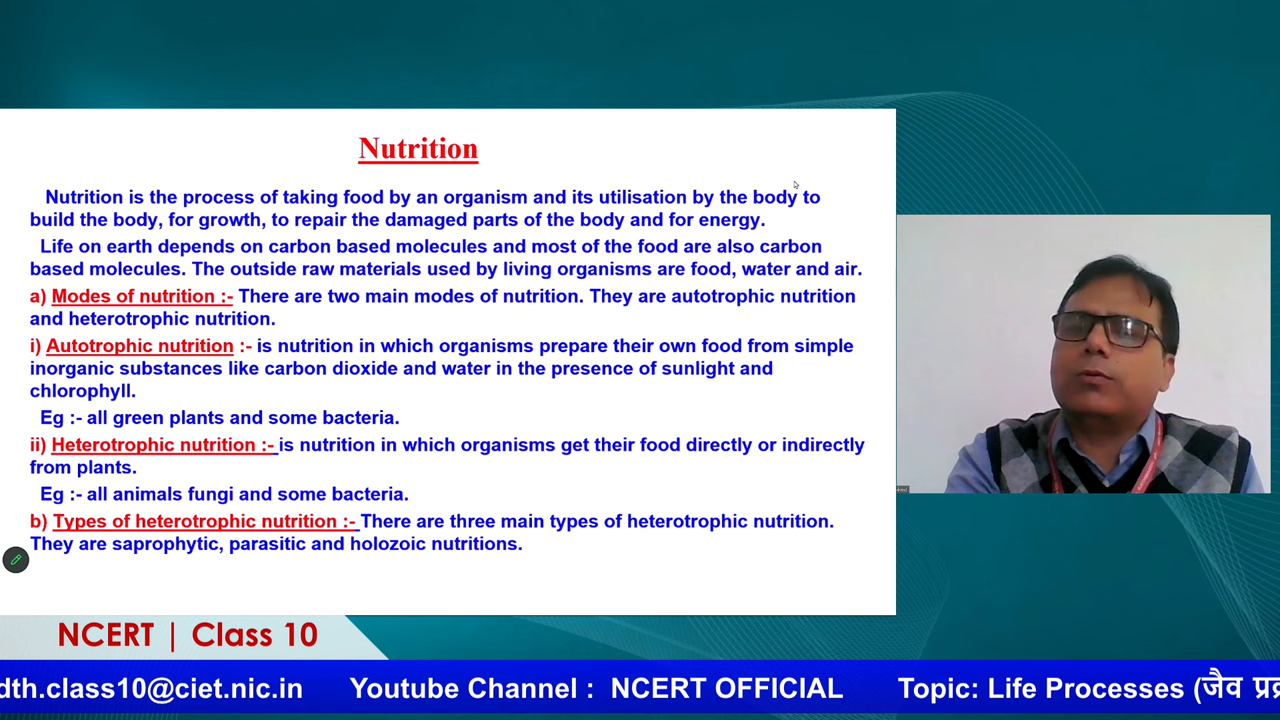 Nutrition
Nutrition is the process of taking food by an organism and its utilisation by the body to
build the body, for growth, to repair the damaged parts of the body and for energy.
Life on earth depends on carbon based molecules and most of the food are also carbon
based molecules. The outside raw materials used by living organisms are food, water and air.
a) Modes of nutrition :- There are two main modes of nutrition. They are autotrophic nutrition
and heterotrophic nutrition.
i) Autotrophic nutrition :- is nutrition in which organisms prepare their own food from simple
inorganic substances like carbon dioxide and water in the presence of sunlight and
chlorophyll.
Eg :- all green plants and some bacteria.
ii) Heterotrophic nutrition :- is nutrition in which organisms get their food directly or indirectly
from plants.
Eg :- all animals fungi and some bacteria.
b) Types of heterotrophic nutrition :- There are three main types of heterotrophic nutrition.
They are saprophytic, parasitic and holozoic nutritions.
NCERT | Class 10
dth.class10@ciet.nic.in Youtube Channel : NCERT OFFICIAL Topic: Life Processes (जैव